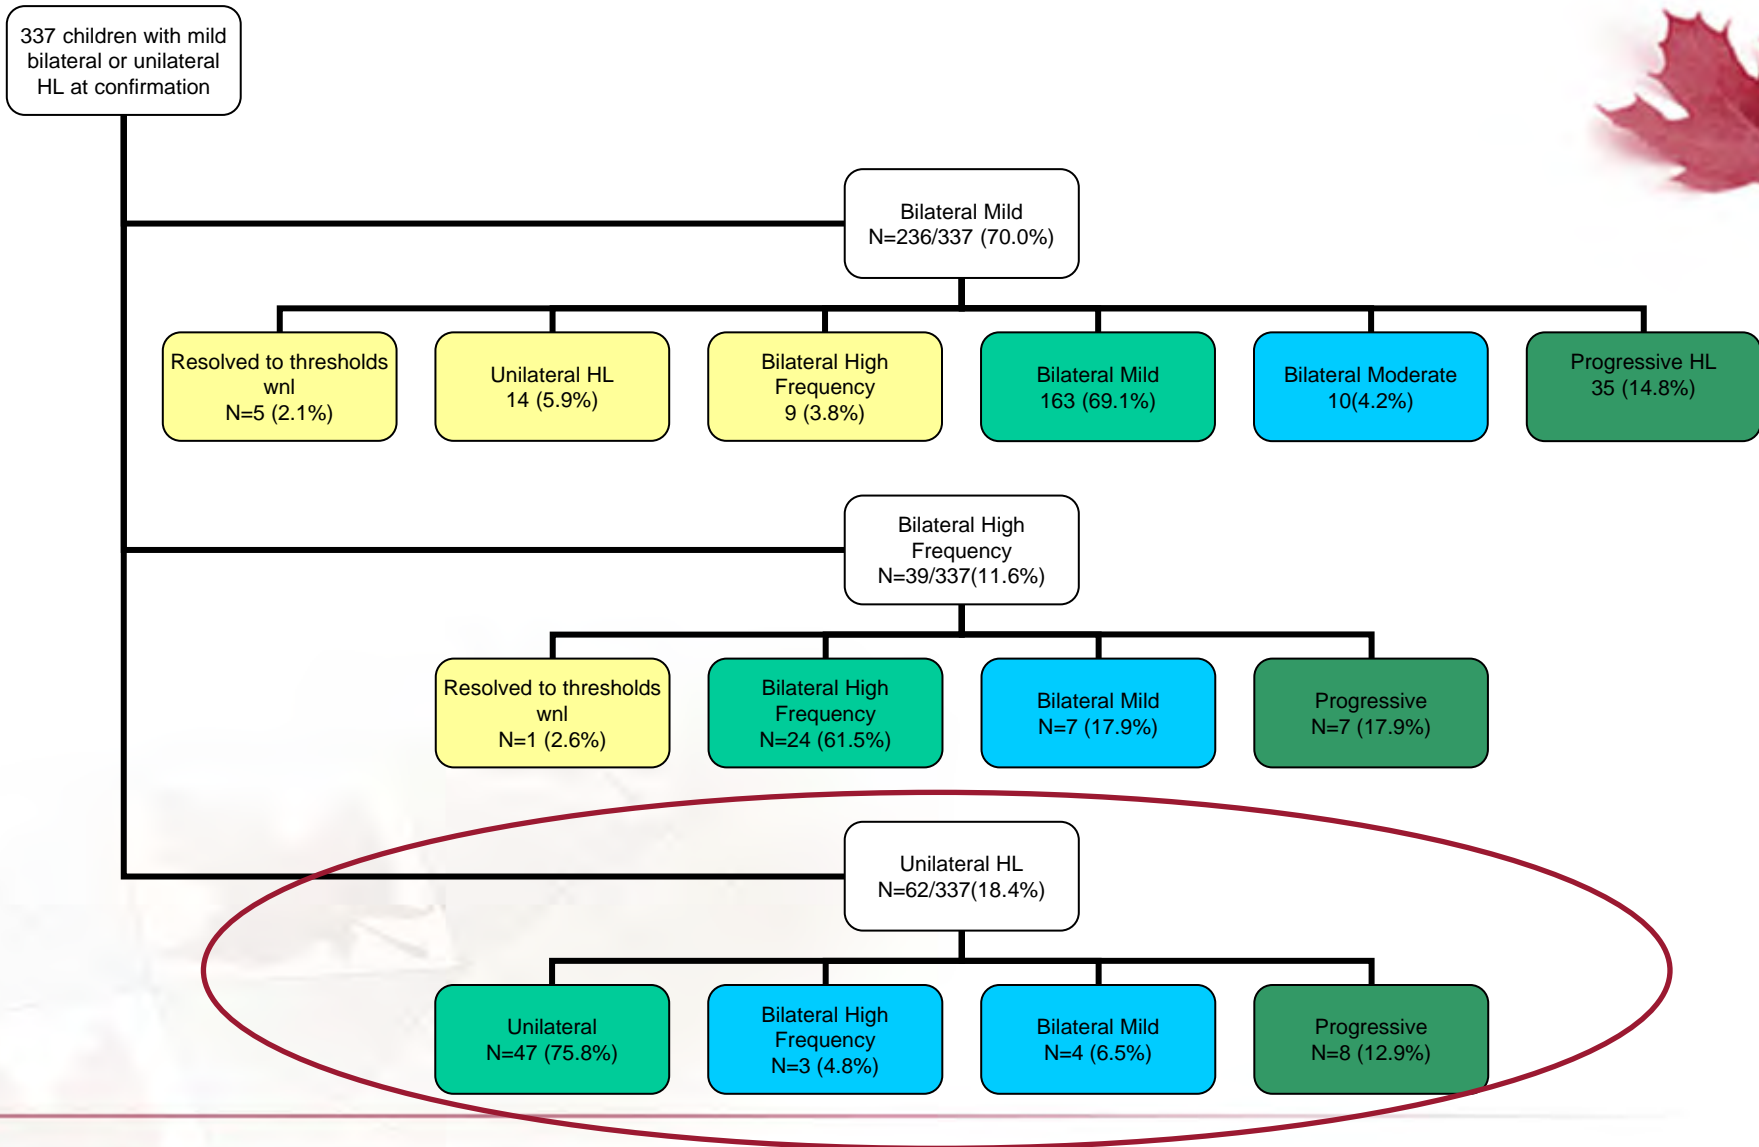 337 children with mild
bilateral or unilateral
HL at confirmation
Bilateral Mild
N=236/337 (70.0%)
Resolved to thresholds
wnl
N=5 (2.1%)
Unilateral HL
14 (5.9%)
Bilateral High
Frequency
9 (3.8%)
Bilateral Mild
163 (69.1%)
Bilateral Moderate
10(4.2%)
Progressive HL
35 (14.8%)
Bilateral High
Frequency
N=39/337(11.6%)
Resolved to thresholds
wnl
N=1 (2.6%)
Bilateral High
Frequency
N=24 (61.5%)
Bilateral Mild
N=7 (17.9%)
Progressive
N=7 (17.9%)
Unilateral HL
N=62/337(18.4%)
Unilateral
N=47 (75.8%)
Bilateral High
Frequency
N=3 (4.8%)
Bilateral Mild
N=4 (6.5%)
Progressive
N=8 (12.9%)